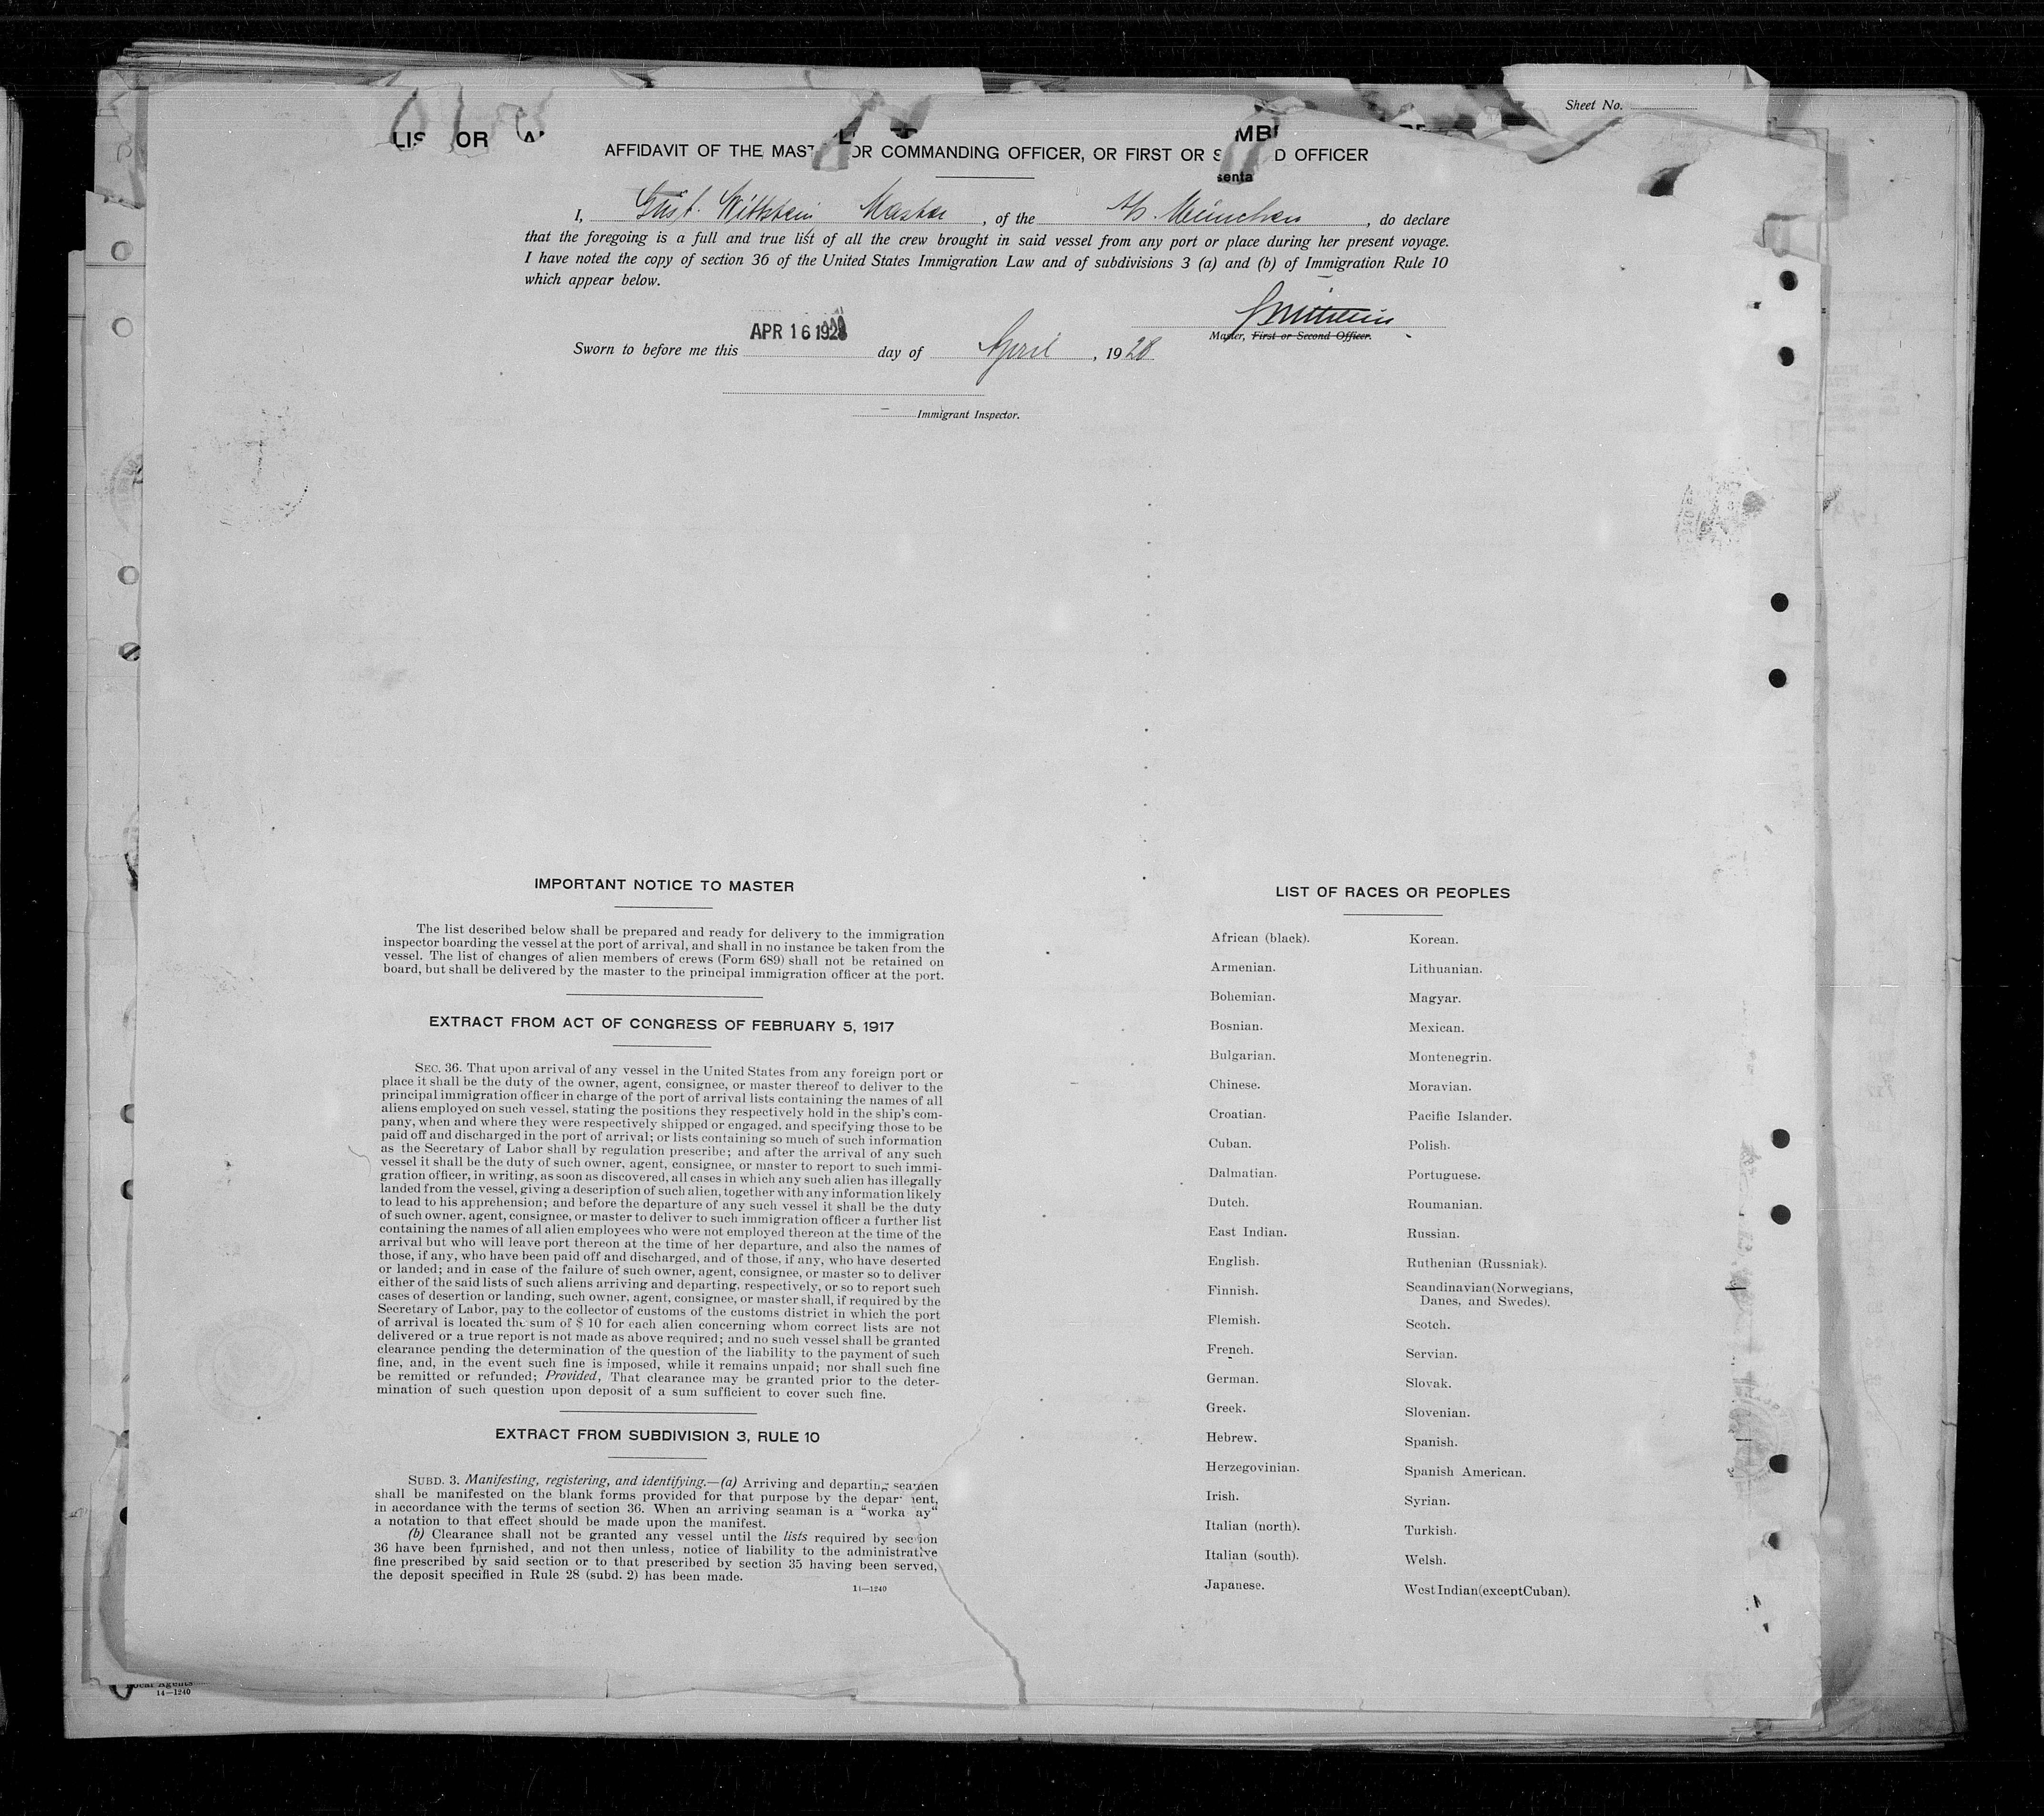 Sheet No.
AFFIDAVIT OF THE MAST OR COMMANDING OFFICER, OR FIRST OR S D OFFICER
senta
I, Gust. Wittstein Master, of the S/S. München, do declare
that the foregoing is a full and true list of all the crew brought in said vessel from any port or place during her present voyage.
I have noted the copy of section 36 of the United States Immigration Law and of subdivisions 3 (a) and (b) of Immigration Rule 10
which appear below.
Master, First or Second Officer.
APR 16 1928
Sworn to before me this day of April, 1928
Immigrant Inspector.
IMPORTANT NOTICE TO MASTER
The list described below shall be prepared and ready for delivery to the immigration
inspector boarding the vessel at the port of arrival, and shall in no instance be taken from the
vessel. The list of changes of alien members of crews (Form 689) shall not be retained on
board, but shall be delivered by the master to the principal immigration officer at the port.
EXTRACT FROM ACT OF CONGRESS OF FEBRUARY 5, 1917
SEC. 36. That upon arrival of any vessel in the United States from any foreign port or
place it shall be the duty of the owner, agent, consignee, or master thereof to deliver to the
principal immigration officer in charge of the port of arrival lists containing the names of all
aliens employed on such vessel, stating the positions they respectively hold in the ship's com-
pany, when and where they were respectively shipped or engaged, and specifying those to be
paid off and discharged in the port of arrival; or lists containing so much of such information
as the Secretary of Labor shall by regulation prescribe; and after the arrival of any such
vessel it shall be the duty of such owner, agent, consignee, or master to report to such immi-
gration officer, in writing, as soon as discovered, all cases in which any such alien has illegally
landed from the vessel, giving a description of such alien, together with any information likely
to lead to his apprehension; and before the departure of any such vessel it shall be the duty
of such owner, agent, consignee, or master to deliver to such immigration officer a further list
containing the names of all alien employees who were not employed thereon at the time of the
arrival but who will leave port thereon at the time of her departure, and also the names of
those, if any, who have been paid off and discharged, and of those, if any, who have deserted
or landed; and in case of the failure of such owner, agent, consignee, or master so to deliver
either of the said lists of such aliens arriving and departing, respectively, or so to report such
cases of desertion or landing, such owner, agent, consignee, or master shall, if required by the
Secretary of Labor, pay to the collector of customs of the customs district in which the port
of arrival is located the sum of $ 10 for each alien concerning whom correct lists are not
delivered or a true report is not made as above required; and no such vessel shall be granted
clearance pending the determination of the question of the liability to the payment of such
fine, and, in the event such fine is imposed, while it remains unpaid; nor shall such fine
be remitted or refunded; Provided, That clearance may be granted prior to the deter-
mination of such question upon deposit of a sum sufficient to cover such fine.
EXTRACT FROM SUBDIVISION 3, RULE 10
SUBD. 3. Manifesting, registering, and identifying.—(a) Arriving and departing seamen
shall be manifested on the blank forms provided for that purpose by the depar ent,
in accordance with the terms of section 36. When an arriving seaman is a “worka ay“
a notation to that effect should be made upon the manifest.
(b) Clearance shall not be granted any vessel until the lists required by section
36 have been furnished, and not then unless, notice of liability to the administrative
fine prescribed by said section or to that prescribed by section 35 having been served,
the deposit specified in Rule 28 (subd. 2) has been made.
11—1240
LIST OF RACES OR PEOPLES
African (black).
Armenian.
Bohemian.
Bosnian.
Bulgarian.
Chinese.
Croatian.
Cuban.
Dalmatian.
Dutch.
East Indian.
English.
Finnish.
Flemish.
French.
German.
Greek.
Hebrew.
Herzegovinian.
Irish.
Italian (north).
Italian (south).
Japanese.
Korean.
Lithuanian.
Magyar.
Mexican.
Montenegrin.
Moravian.
Pacific Islander.
Polish.
Portuguese.
Roumanian.
Russian.
Ruthenian (Russniak).
Scandinavian(Norwegians,
Danes, and Swedes).
Scotch.
Servian.
Slovak.
Slovenian.
Spanish.
Spanish American.
Syrian.
Turkish.
Welsh.
West Indian(exceptCuban).
Local Agents
14—1240